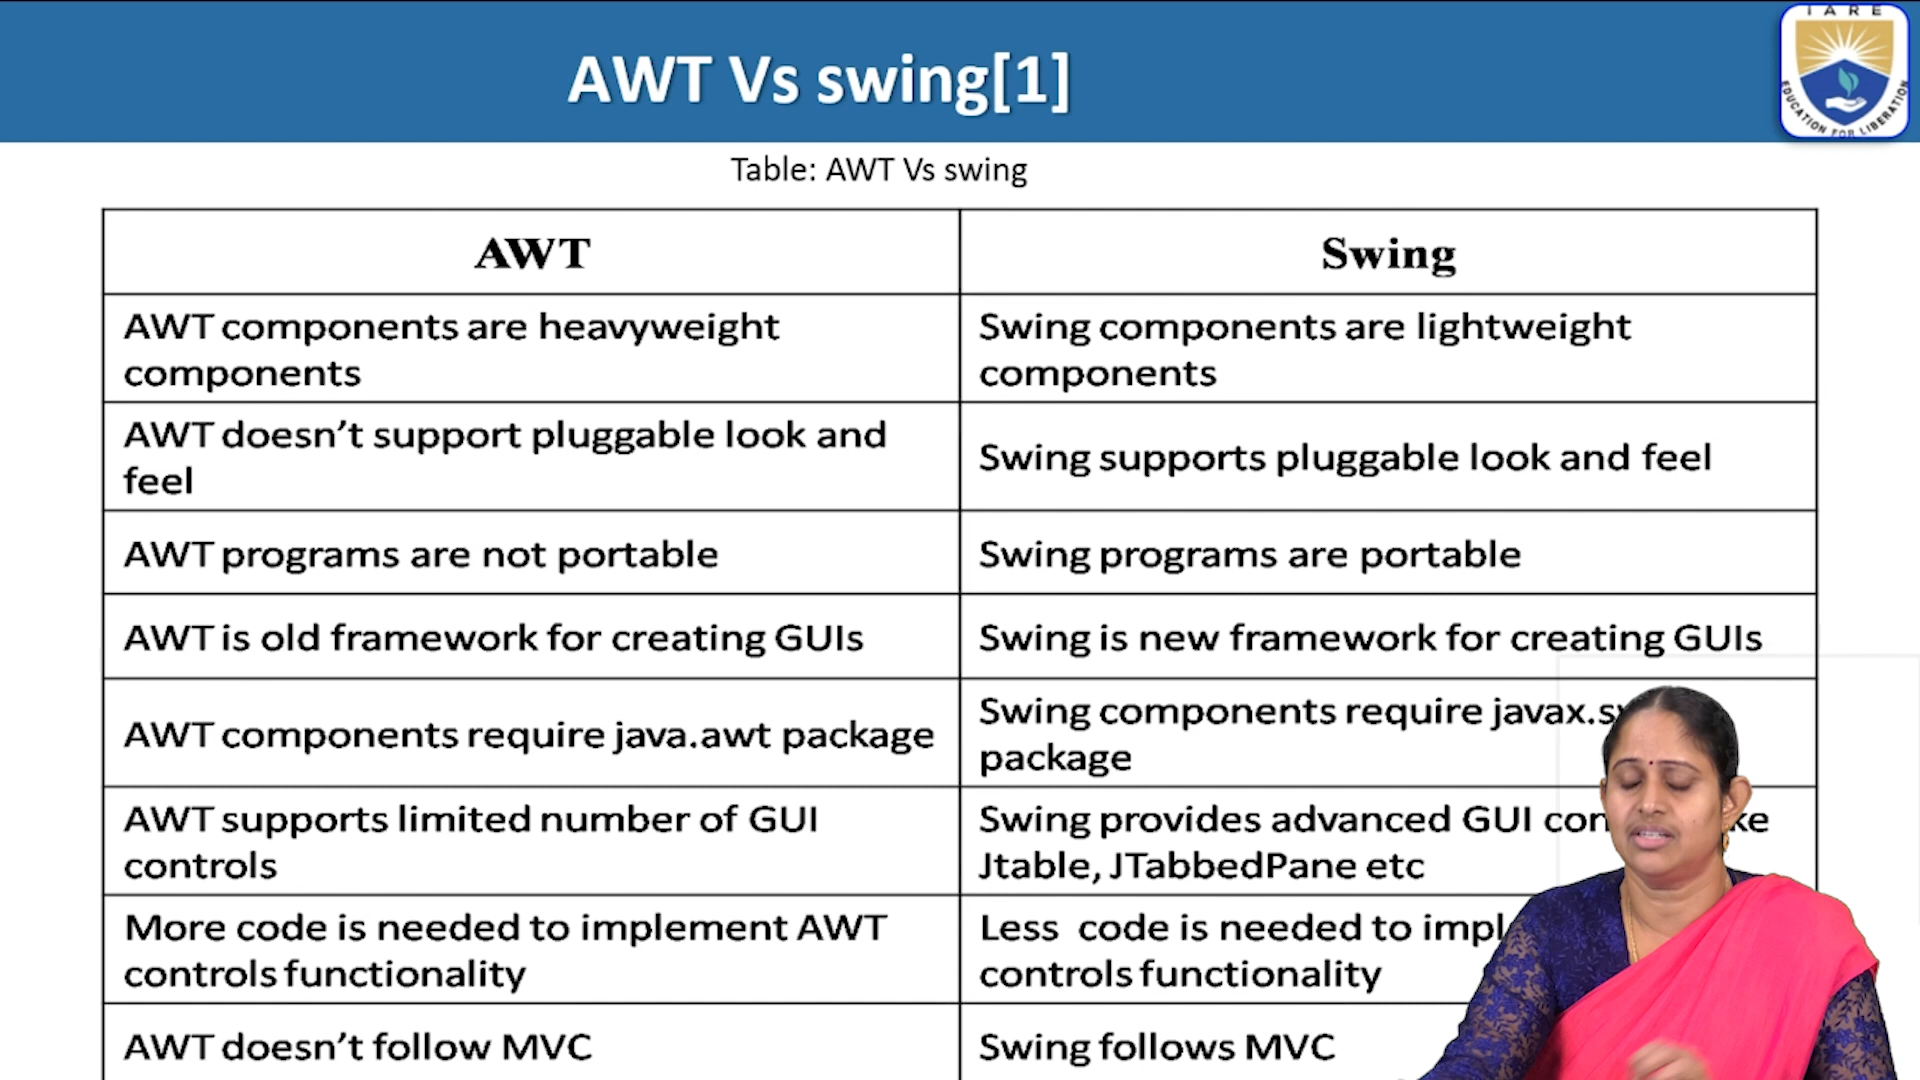 AWT Vs swing[1]
IARE
EDUCATION FOR LIBERATION
Table: AWT Vs swing
AWT
Swing
AWT components are heavyweight
components
Swing components are lightweight
components
AWT doesn’t support pluggable look and
feel
Swing supports pluggable look and feel
AWT programs are not portable
Swing programs are portable
AWT is old framework for creating GUIs
Swing is new framework for creating GUIs
AWT components require java.awt package
Swing components require
package
AWT supports limited number of GUI
controls
Swing provides advanced GUI
Jtable, JTabbedPane etc
More code is needed to implement AWT
controls functionality
Less  code is needed to
controls functionality
AWT doesn’t follow MVC
Swing follows MVC